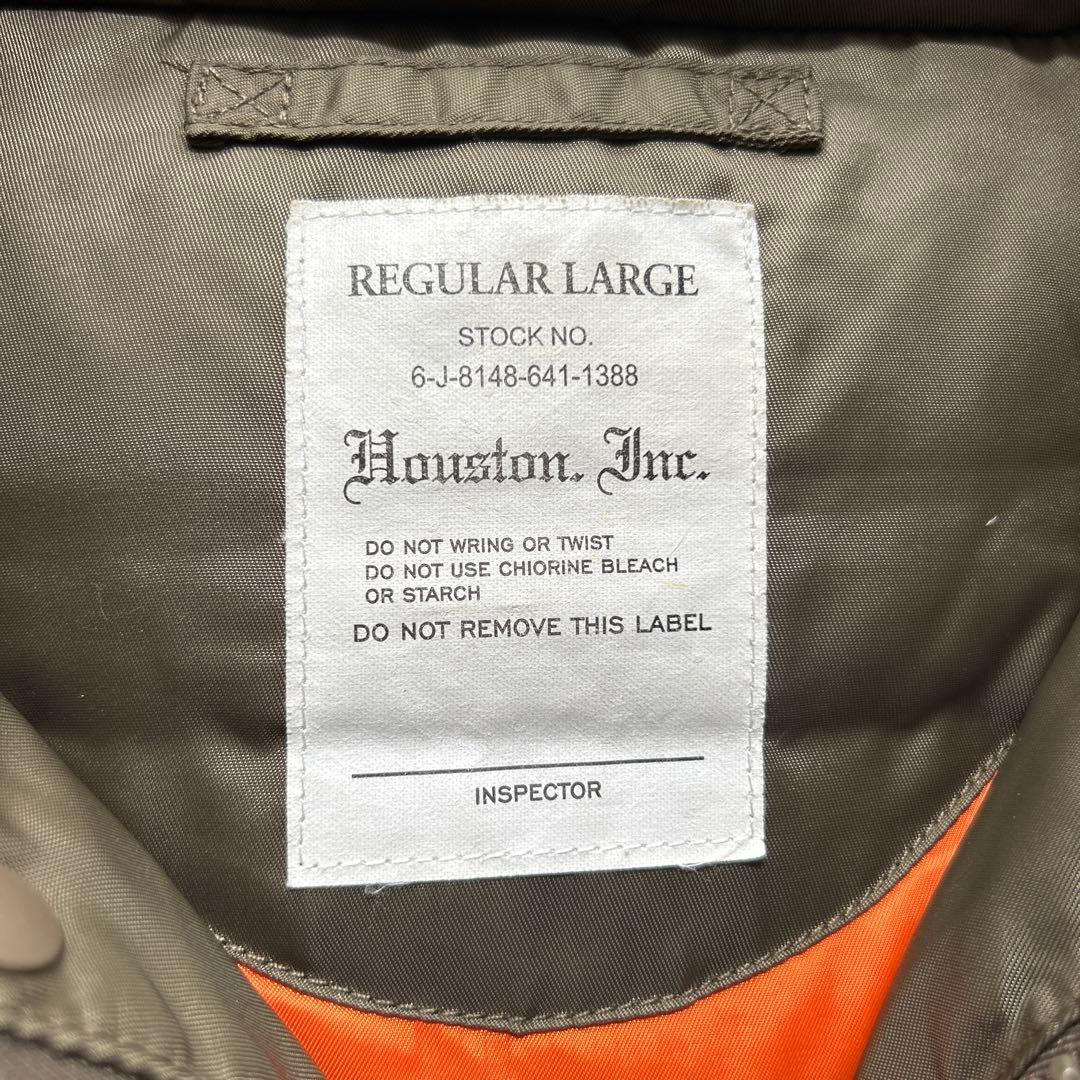 REGULAR LARGE
STOCK NO.
6-J-8148-641-1388
Houston. Inc.
DO NOT WRING OR TWIST
DO NOT USE CHIORINE BLEACH
OR STARCH
DO NOT REMOVE THIS LABEL
INSPECTOR